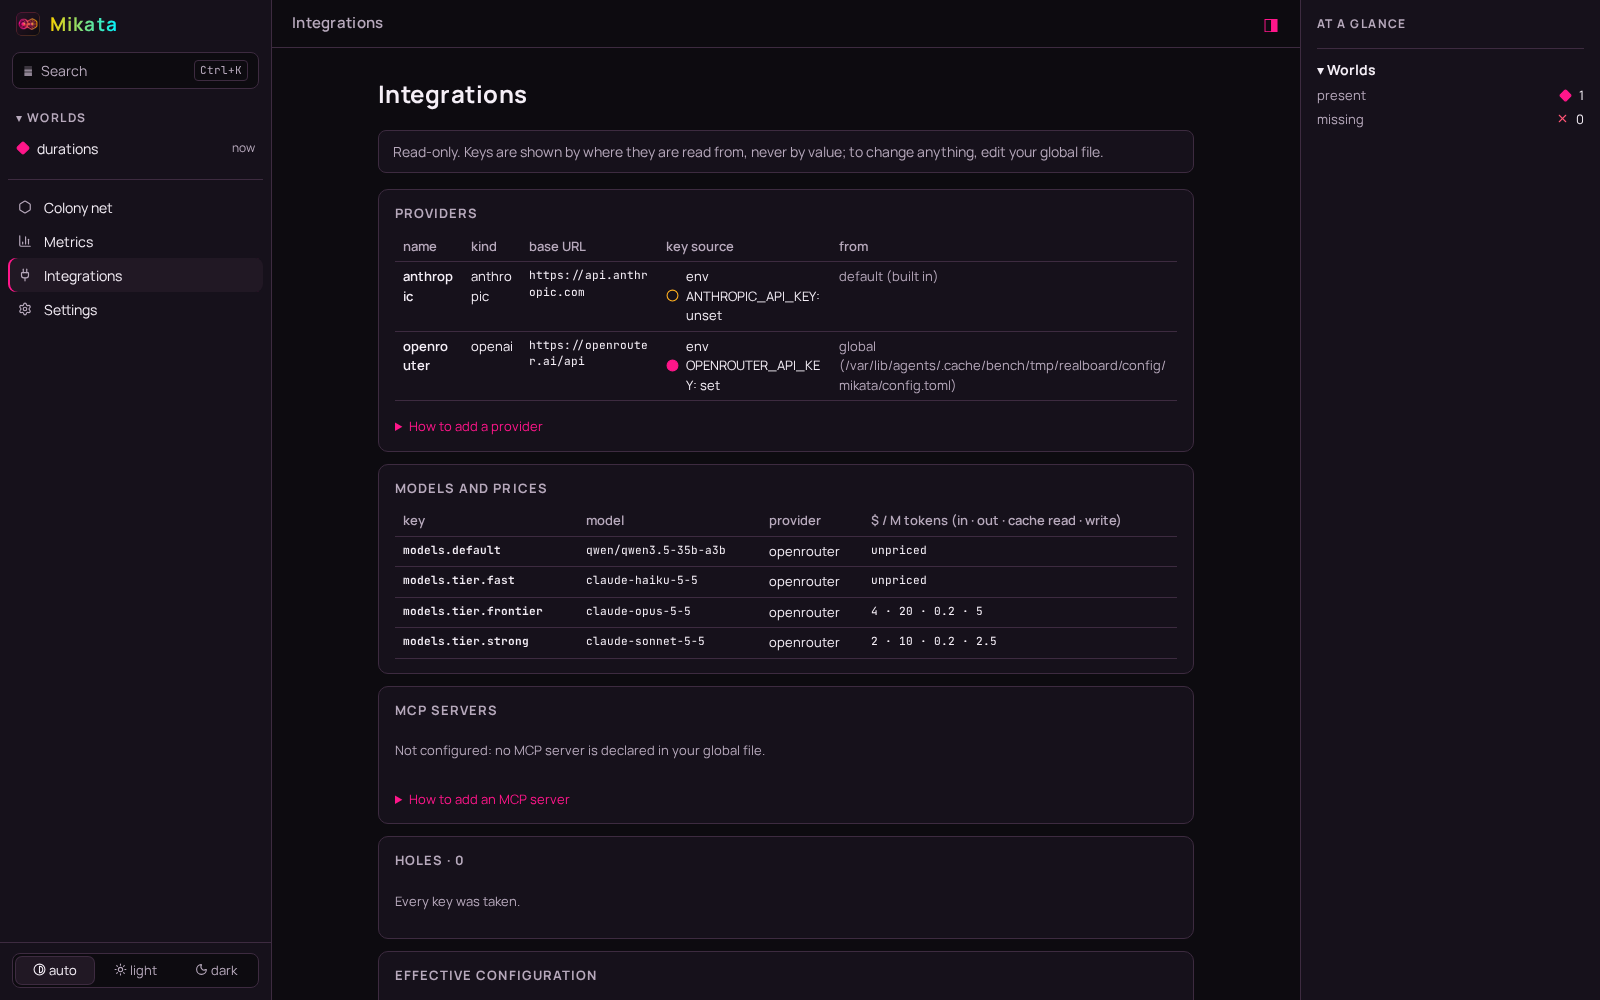 Mikata
Search Ctrl+K
▾ WORLDS
durations now
Colony net
Metrics
Integrations
Settings
auto light dark
Integrations
Integrations
Read-only. Keys are shown by where they are read from, never by value; to change anything, edit your global file.
PROVIDERS
name kind base URL key source from
anthrop
ic
anthro
pic
https://api.anthr
opic.com
env
ANTHROPIC_API_KEY:
unset
default (built in)
openro
uter
openai
https://openroute
r.ai/api
env
OPENROUTER_API_KE
Y: set
global
(/var/lib/agents/.cache/bench/tmp/realboard/config/
mikata/config.toml)
▶ How to add a provider
MODELS AND PRICES
key model provider $ / M tokens (in · out · cache read · write)
models.default qwen/qwen3.5-35b-a3b openrouter unpriced
models.tier.fast claude-haiku-5-5 openrouter unpriced
models.tier.frontier claude-opus-5-5 openrouter 4 · 20 · 0.2 · 5
models.tier.strong claude-sonnet-5-5 openrouter 2 · 10 · 0.2 · 2.5
MCP SERVERS
Not configured: no MCP server is declared in your global file.
▶ How to add an MCP server
HOLES · 0
Every key was taken.
EFFECTIVE CONFIGURATION
AT A GLANCE
▾ Worlds
present 1
missing × 0